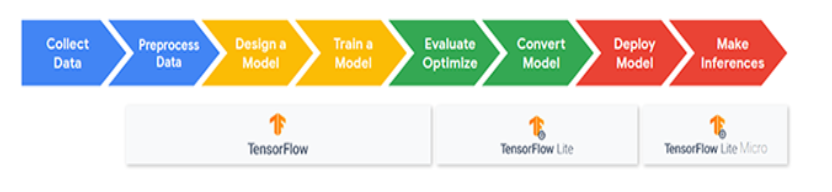 Collect Data
Preprocess Data
Design a Model
Train a Model
Evaluate Optimize
Convert Model
Deploy Model
Make Inferences
TensorFlow
TensorFlow Lite
TensorFlow Lite Micro